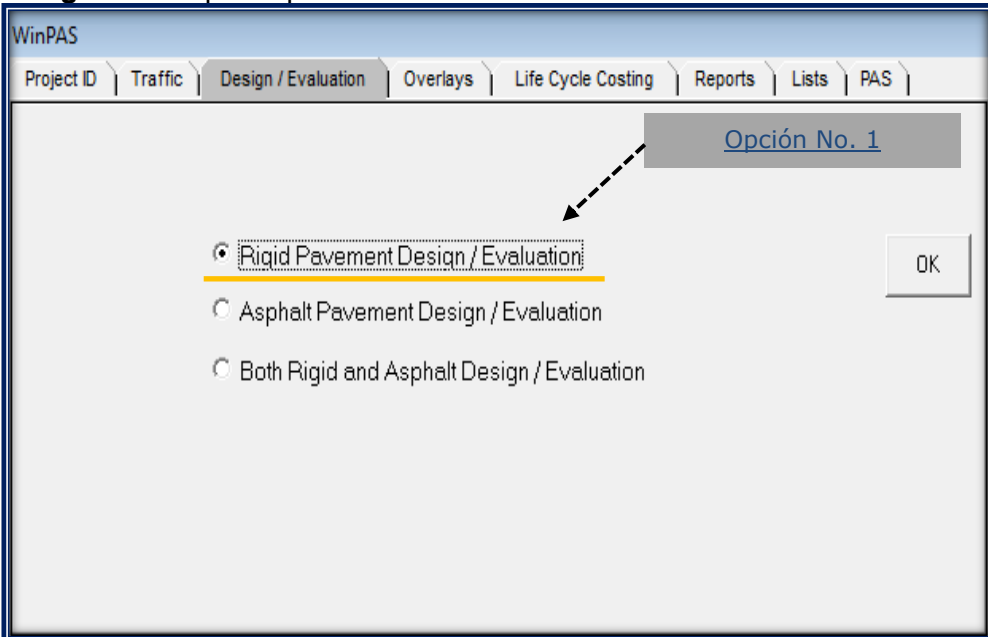 WinPAS
Project ID Traffic Design / Evaluation Overlays Life Cycle Costing Reports Lists PAS
Opción No. 1
Rigid Pavement Design / Evaluation
OK
Asphalt Pavement Design / Evaluation
Both Rigid and Asphalt Design / Evaluation